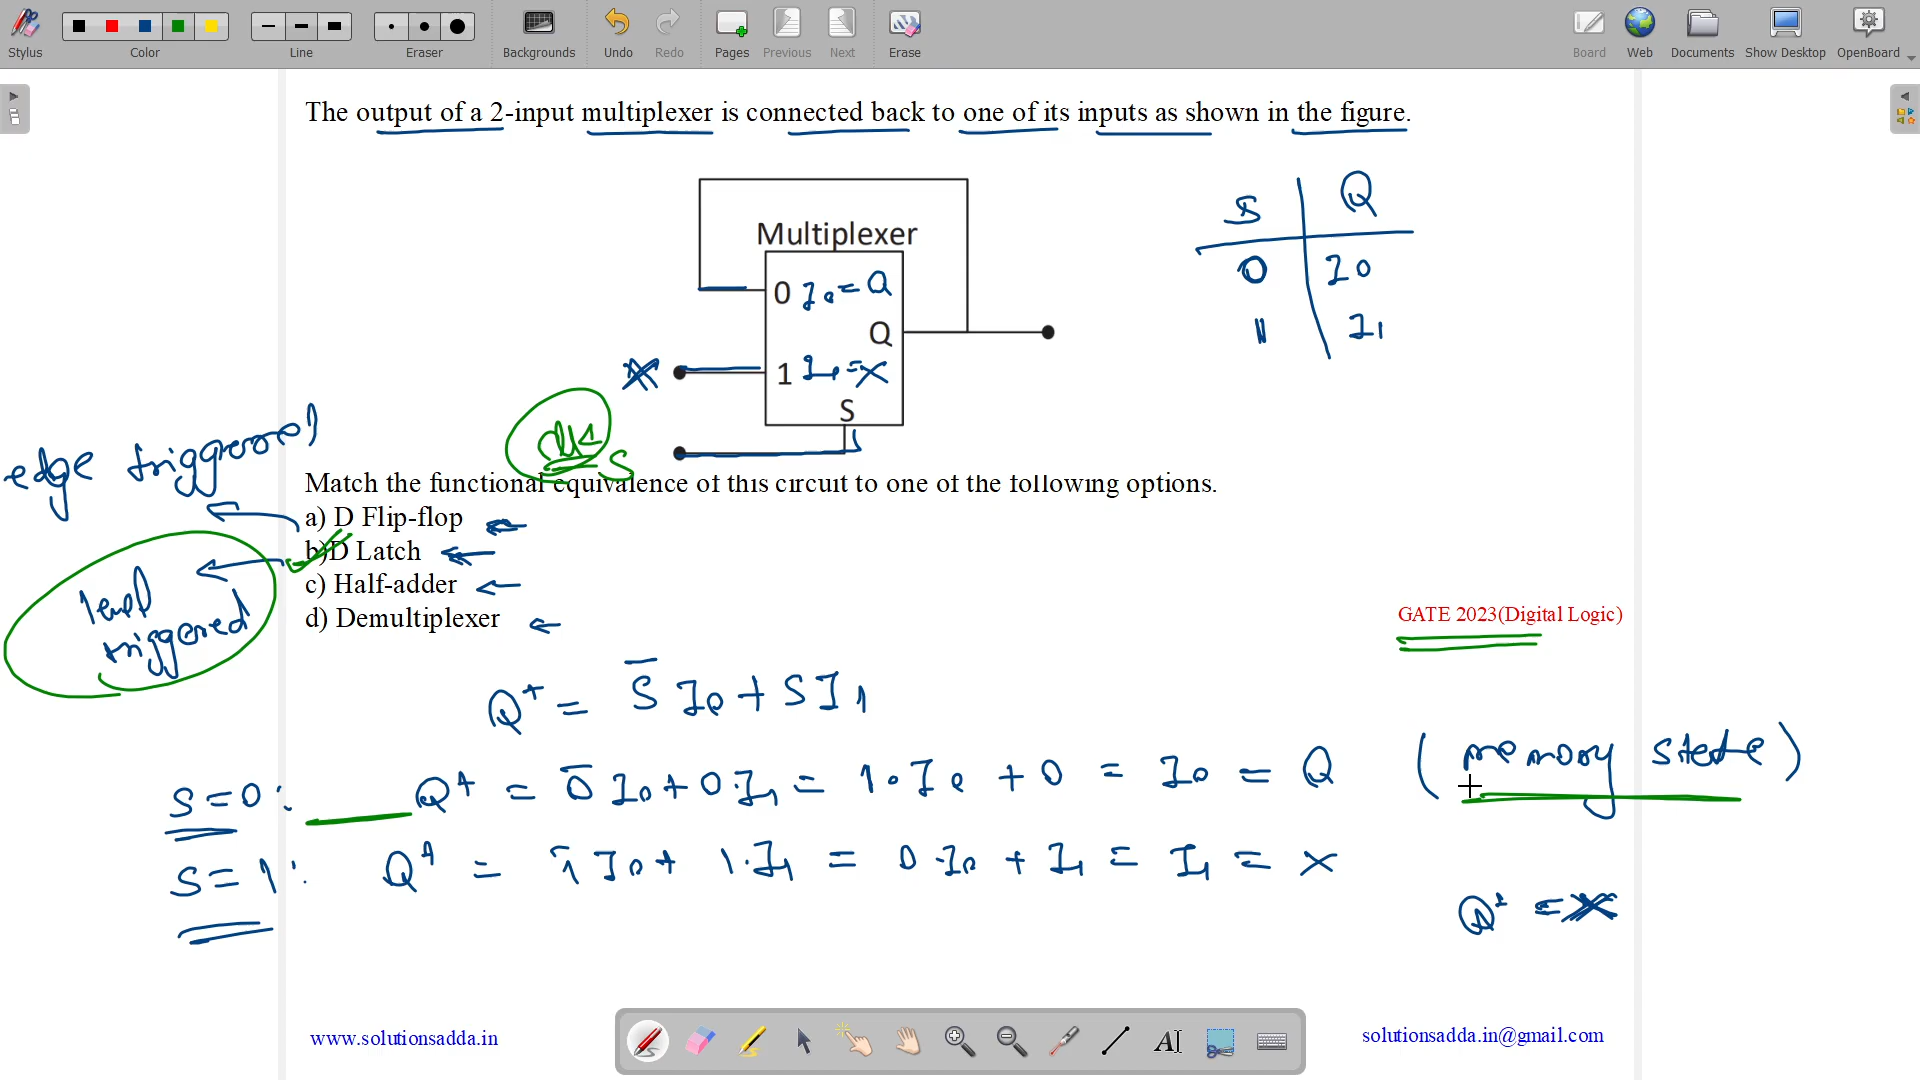 Stylus Color Line Eraser Backgrounds Undo Redo Pages Previous Next Erase Board Web Documents Show Desktop OpenBoard
The output of a 2-input multiplexer is connected back to one of its inputs as shown in the figure.
S Q
0 I0
1 I1
Multiplexer
0 I0 = Q
Q
1 I1 = X
S
S
Match the functional equivalence of this circuit to one of the following options.
edge triggered
a) D Flip-flop
b)D Latch
c) Half-adder
d) Demultiplexer
level
triggered
GATE 2023(Digital Logic)
Q+ = S̅ I0 + S I1
S=0: Q+ = 0̅ I0 + 0.I1 = 1.I0 + 0 = I0 = Q (memory state)
S=1: Q+ = 1̅ I0 + 1.I1 = 0.I0 + I1 = I1 = X
www.solutionsadda.in
solutionsadda.in@gmail.com